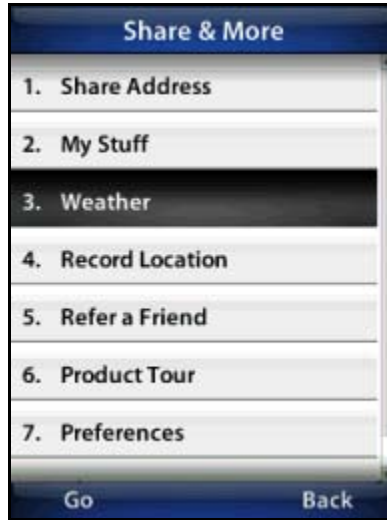 Share & More
1. Share Address
2. My Stuff
3. Weather
4. Record Location
5. Refer a Friend
6. Product Tour
7. Preferences
Go Back